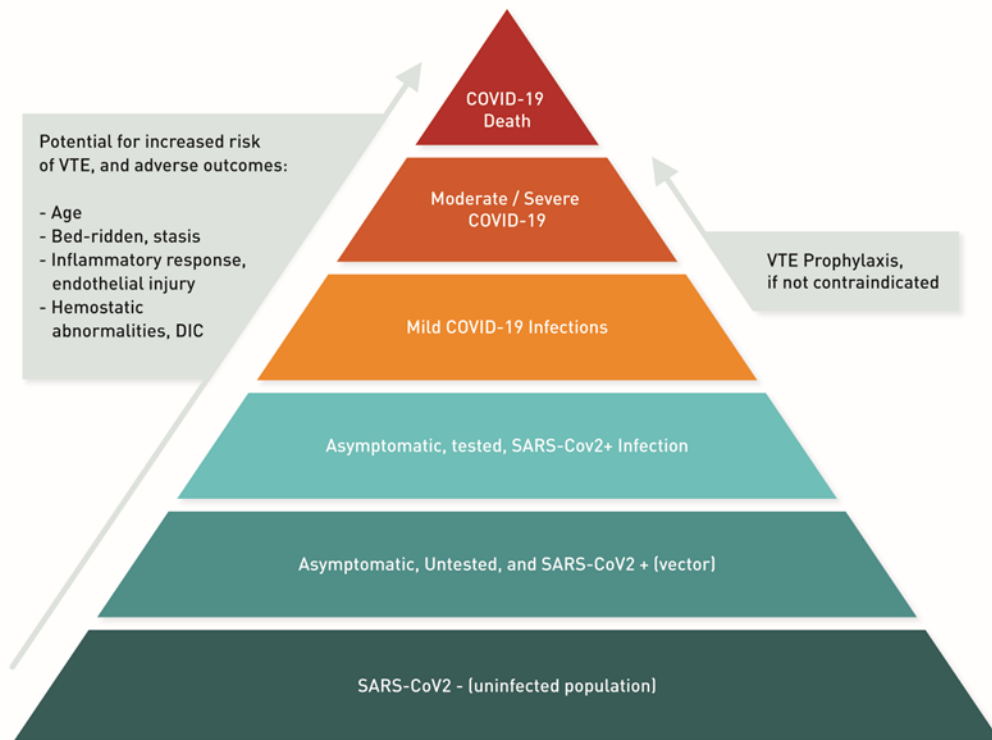 COVID-19
Death
Potential for increased risk
of VTE, and adverse outcomes:
- Age
- Bed-ridden, stasis
- Inflammatory response,
endothelial injury
- Hemostatic
abnormalities, DIC
Moderate / Severe
COVID-19
VTE Prophylaxis,
if not contraindicated
Mild COVID-19 Infections
Asymptomatic, tested, SARS-Cov2+ Infection
Asymptomatic, Untested, and SARS-CoV2 + (vector)
SARS-CoV2 - (uninfected population)